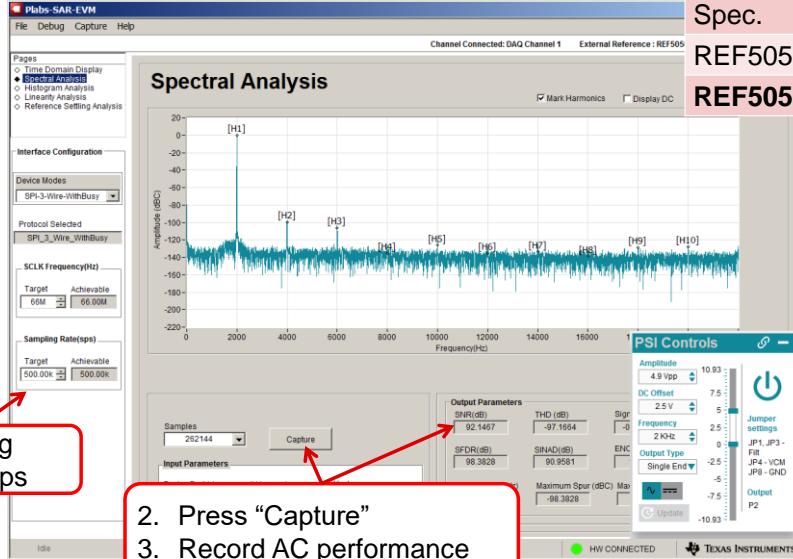 Plabs-SAR-EVM
File Debug Capture Help
Channel Connected: DAQ Channel 1 External Reference : REF505
Spec.
REF505
REF505
Pages
Time Domain Display
Spectral Analysis
Histogram Analysis
Linearity Analysis
Reference Settling Analysis
Spectral Analysis
Mark Harmonics Display DC
Interface Configuration
Device Modes
SPI-3-Wire-WithBusy
Protocol Selected
SPI_3_Wire_WithBusy
SCLK Frequency(Hz)
Target Achievable
66M 66.00M
Sampling Rate(sps)
Target Achievable
500.00k 500.00k
20
0
-20
-40
-60
-80
-100
-120
-140
-160
-180
-200
-220
Amplitude (dBC)
[H1]
[H2]
[H3]
[H4]
[H5]
[H6]
[H7]
[H8]
[H9]
[H10]
0 2000 4000 6000 8000 10000 12000 14000 16000 1
Frequency(Hz)
PSI Controls
Amplitude
4.9 Vpp
DC Offset
2.5 V
Frequency
2 KHz
Output Type
Single End
Update
10.93
7.5
5
2.5
0
-2.5
-5
-7.5
-10.93
Jumper
settings
JP1, JP3 -
Filt
JP4 - VCM
JP8 - GND
Output
P2
Samples
262144
Capture
Input Parameters
Output Parameters
SNR(dB) THD (dB) Sigr
92.1467 -97.1664 -0
SFDR(dB) SINAD(dB) ENC
98.3828 90.9581
Maximum Spur (dBC) Max
-98.3828
g
ps
2. Press “Capture”
3. Record AC performance
Idle
HW CONNECTED
TEXAS INSTRUMENTS